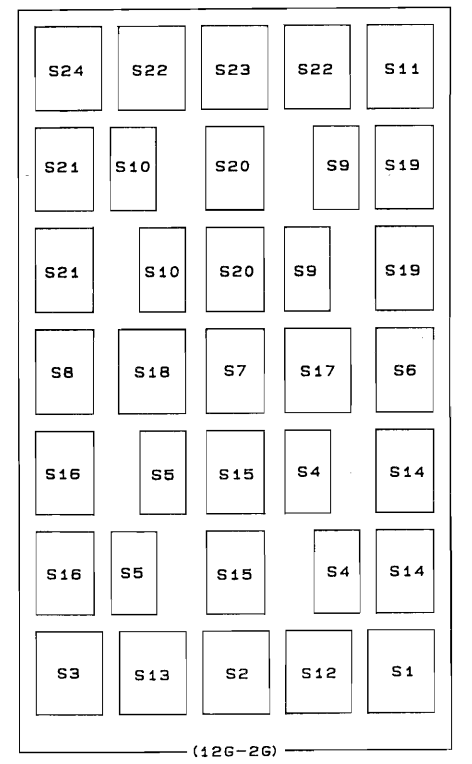 S24 S22 S23 S22 S11
S21 S10 S20 S9 S19
S21 S10 S20 S9 S19
S8 S18 S7 S17 S6
S16 S5 S15 S4 S14
S16 S5 S15 S4 S14
S3 S13 S2 S12 S1
(12G-2G)